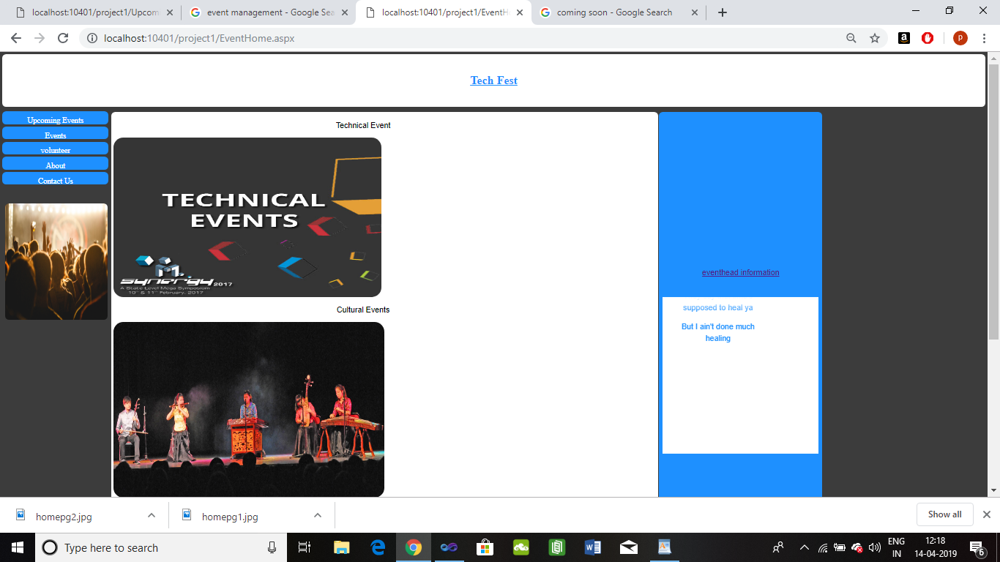 localhost:10401/project1/Upcom
event management - Google Sea
localhost:10401/project1/EventH
coming soon - Google Search
localhost:10401/project1/EventHome.aspx
p
Tech Fest
Upcoming Events
Events
volunteer
About
Contact Us
Technical Event
TECHNICAL
EVENTS
synergy 2017
A State Level Mega Symposium
10th & 11th February, 2017
Cultural Events
eventhead information
supposed to heal ya
But I ain't done much
healing
homepg2.jpg
homepg1.jpg
Show all
Type here to search
ENG
IN
12:18
14-04-2019
6